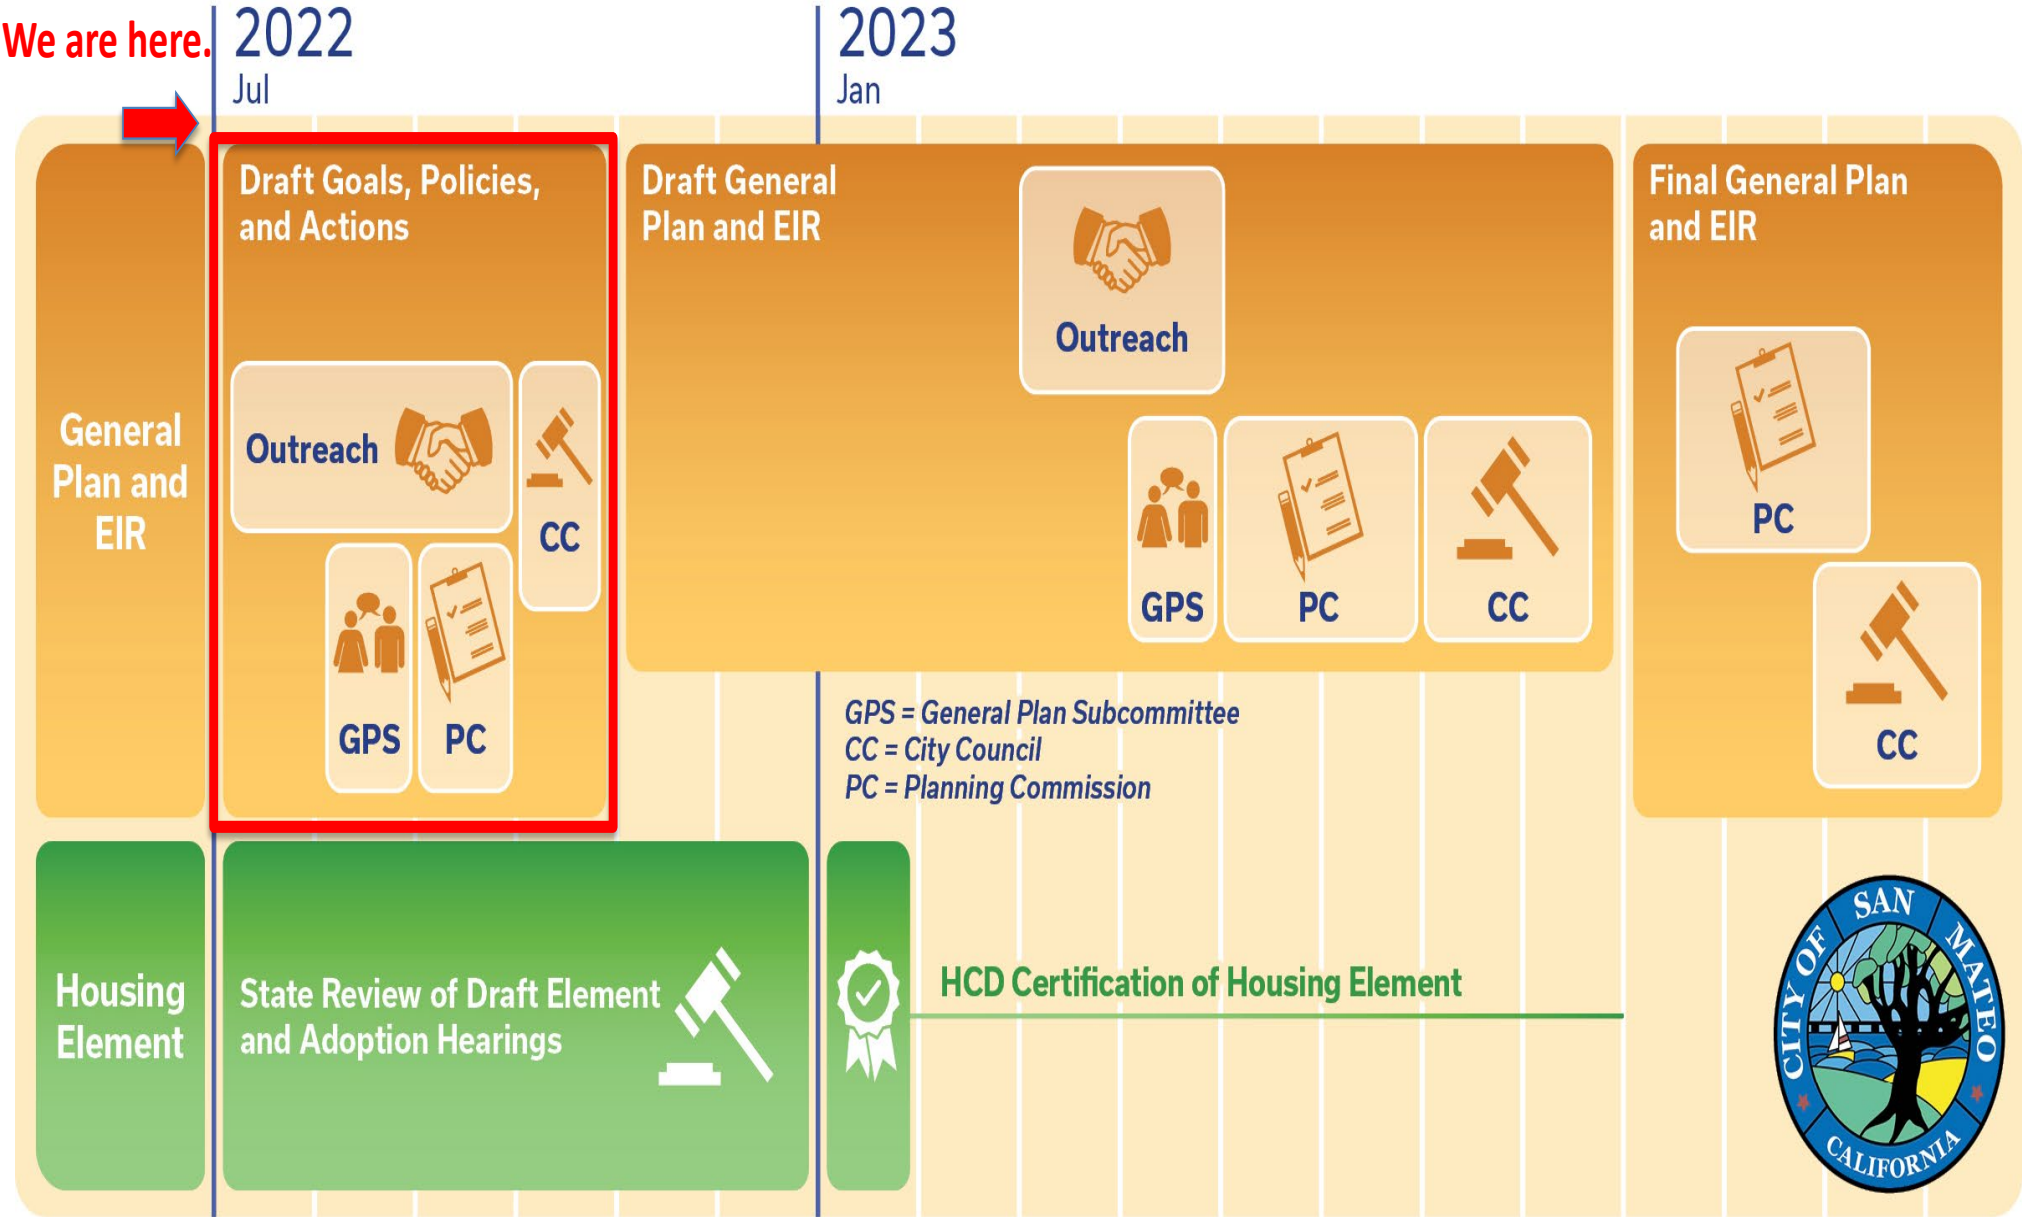 We are here.
2022
Jul
2023
Jan
General
Plan and
EIR
Draft Goals, Policies,
and Actions
Outreach
CC
GPS
PC
Draft General
Plan and EIR
Outreach
GPS
PC
CC
Final General Plan
and EIR
PC
CC
GPS = General Plan Subcommittee
CC = City Council
PC = Planning Commission
Housing
Element
State Review of Draft Element
and Adoption Hearings
HCD Certification of Housing Element
CITY OF SAN MATEO
CALIFORNIA